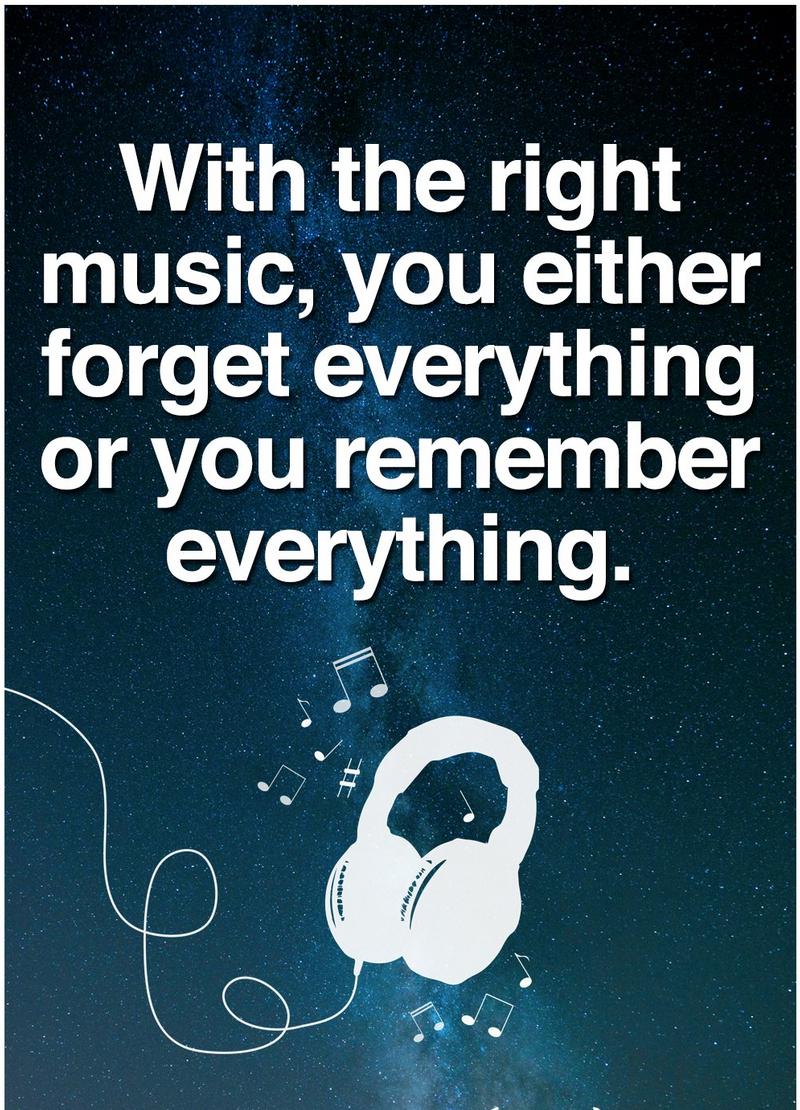 With the right
music, you either
forget everything
or you remember
everything.